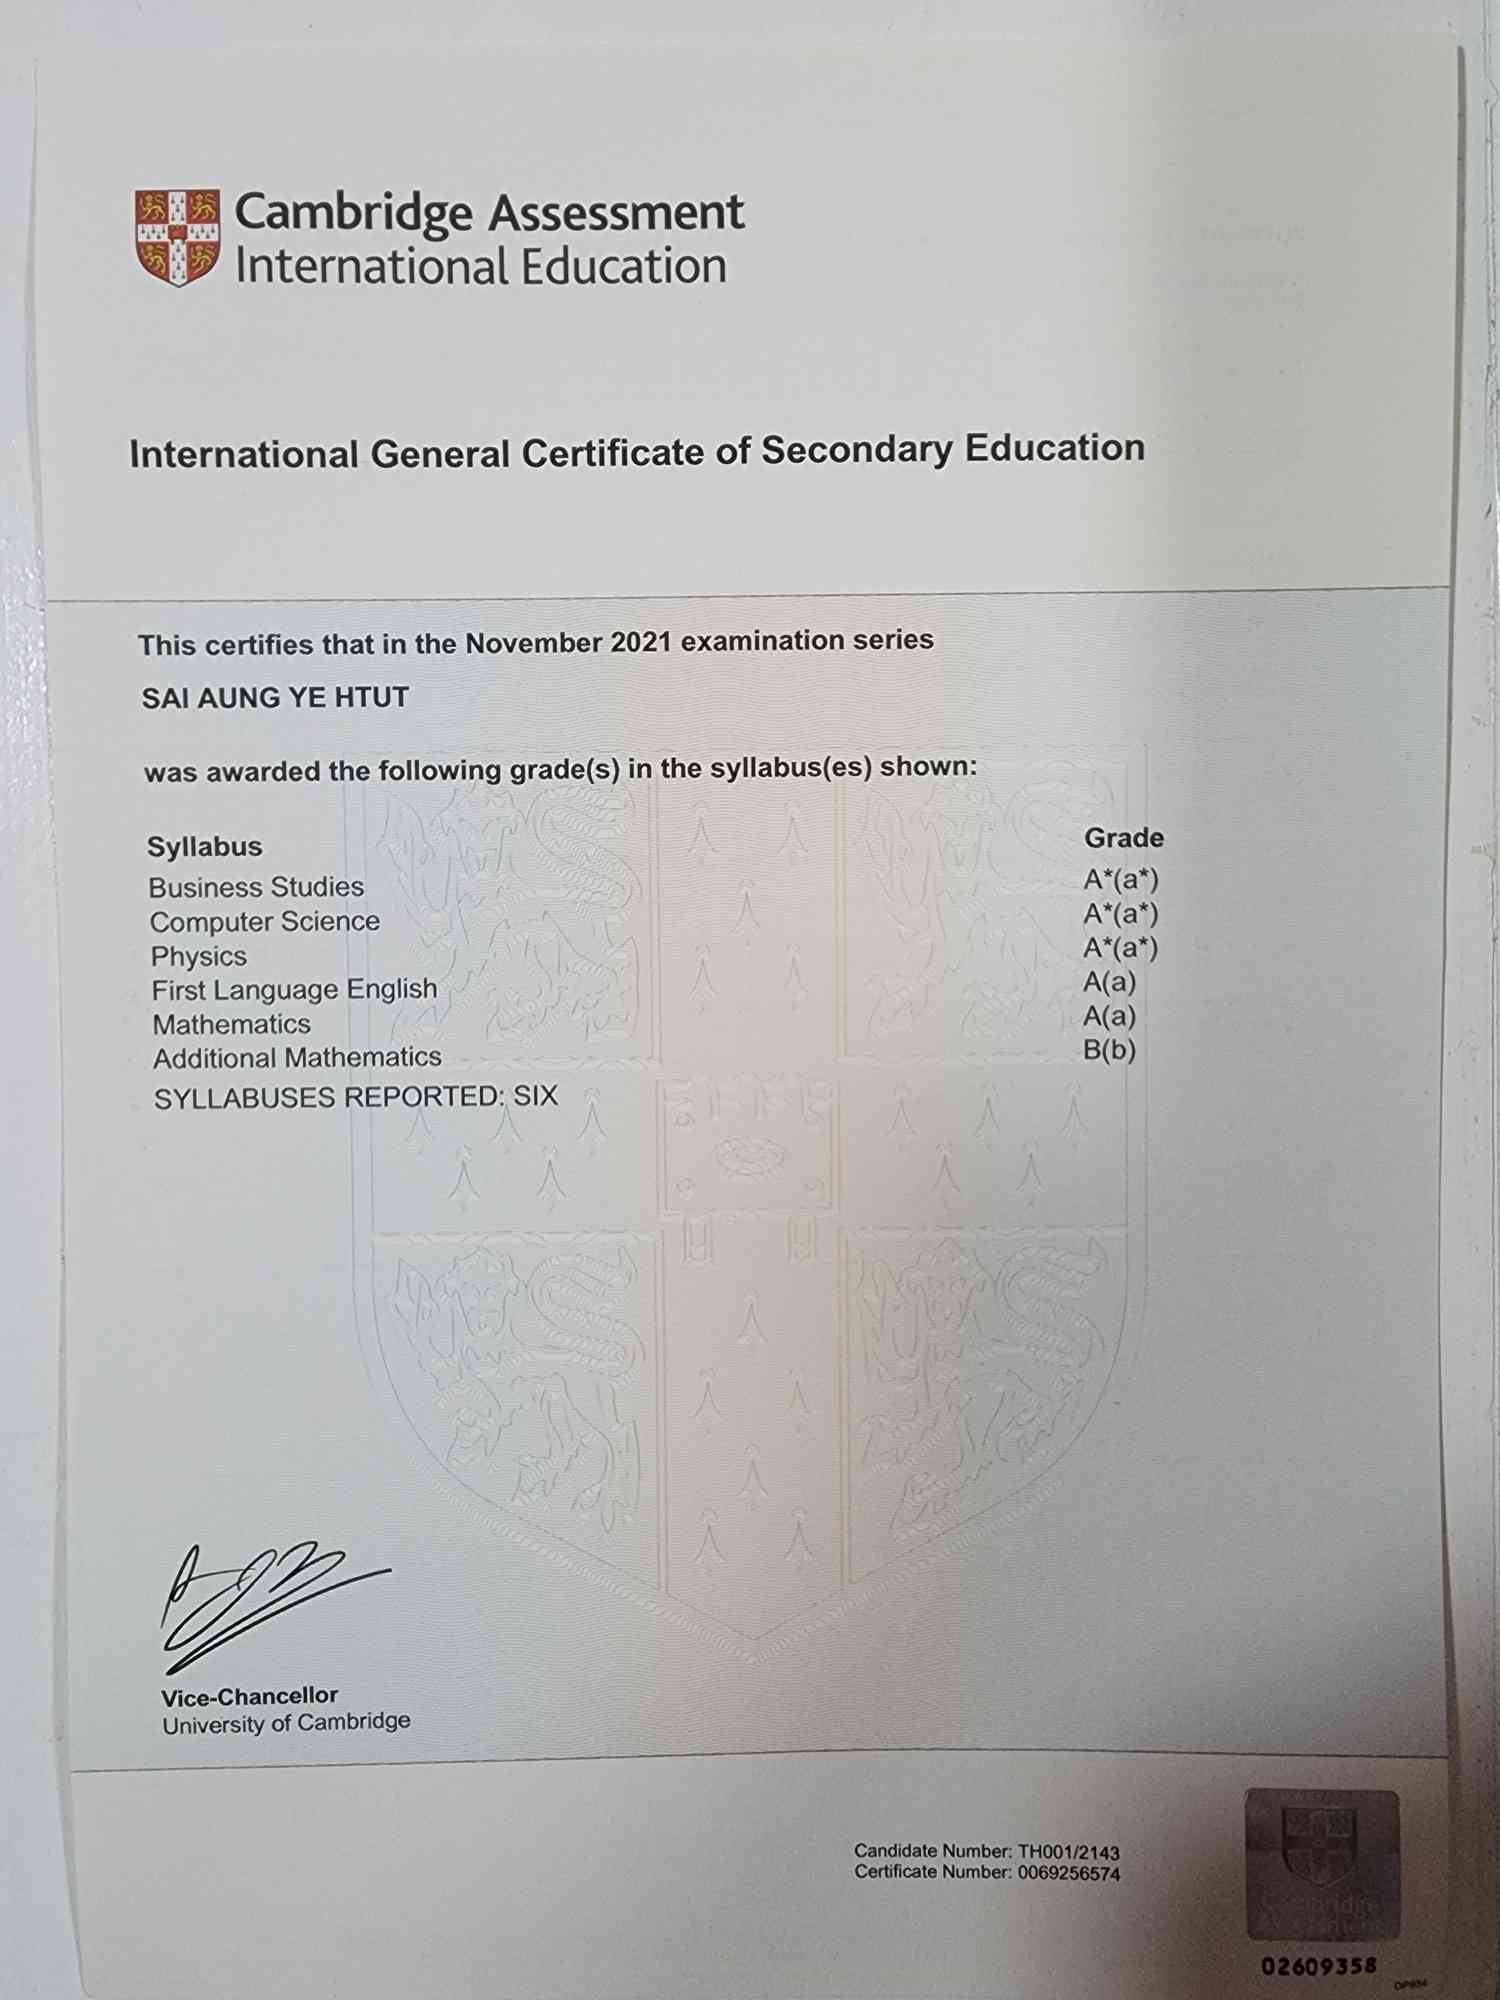 Cambridge Assessment
International Education
International General Certificate of Secondary Education
This certifies that in the November 2021 examination series
SAI AUNG YE HTUT
was awarded the following grade(s) in the syllabus(es) shown:
Syllabus Grade
Business Studies A*(a*)
Computer Science A*(a*)
Physics A*(a*)
First Language English A(a)
Mathematics A(a)
Additional Mathematics B(b)
SYLLABUSES REPORTED: SIX
Vice-Chancellor
University of Cambridge
Candidate Number: TH001/2143
Certificate Number: 0069256574
02609358